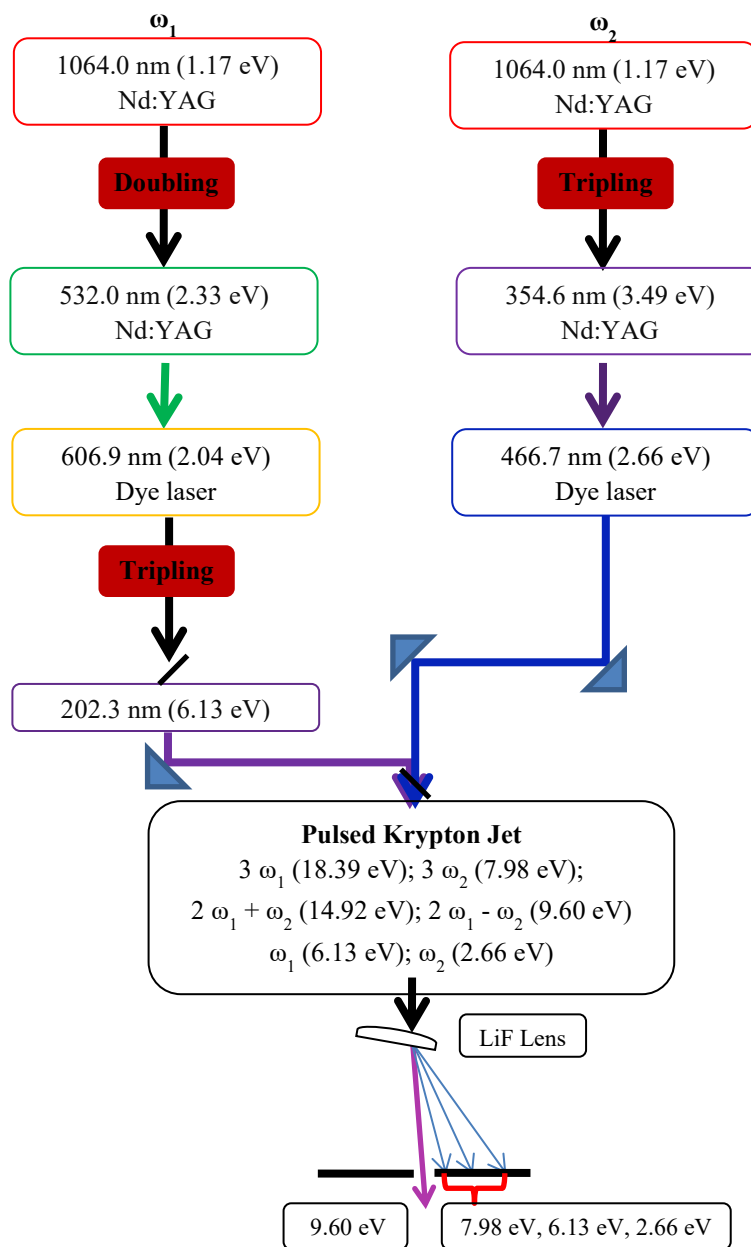 ω1
1064.0 nm (1.17 eV)
Nd:YAG
Doubling
532.0 nm (2.33 eV)
Nd:YAG
606.9 nm (2.04 eV)
Dye laser
Tripling
202.3 nm (6.13 eV)
ω2
1064.0 nm (1.17 eV)
Nd:YAG
Tripling
354.6 nm (3.49 eV)
Nd:YAG
466.7 nm (2.66 eV)
Dye laser
Pulsed Krypton Jet
3 ω1 (18.39 eV); 3 ω2 (7.98 eV);
2 ω1 + ω2 (14.92 eV); 2 ω1 - ω2 (9.60 eV)
ω1 (6.13 eV); ω2 (2.66 eV)
LiF Lens
9.60 eV
7.98 eV, 6.13 eV, 2.66 eV